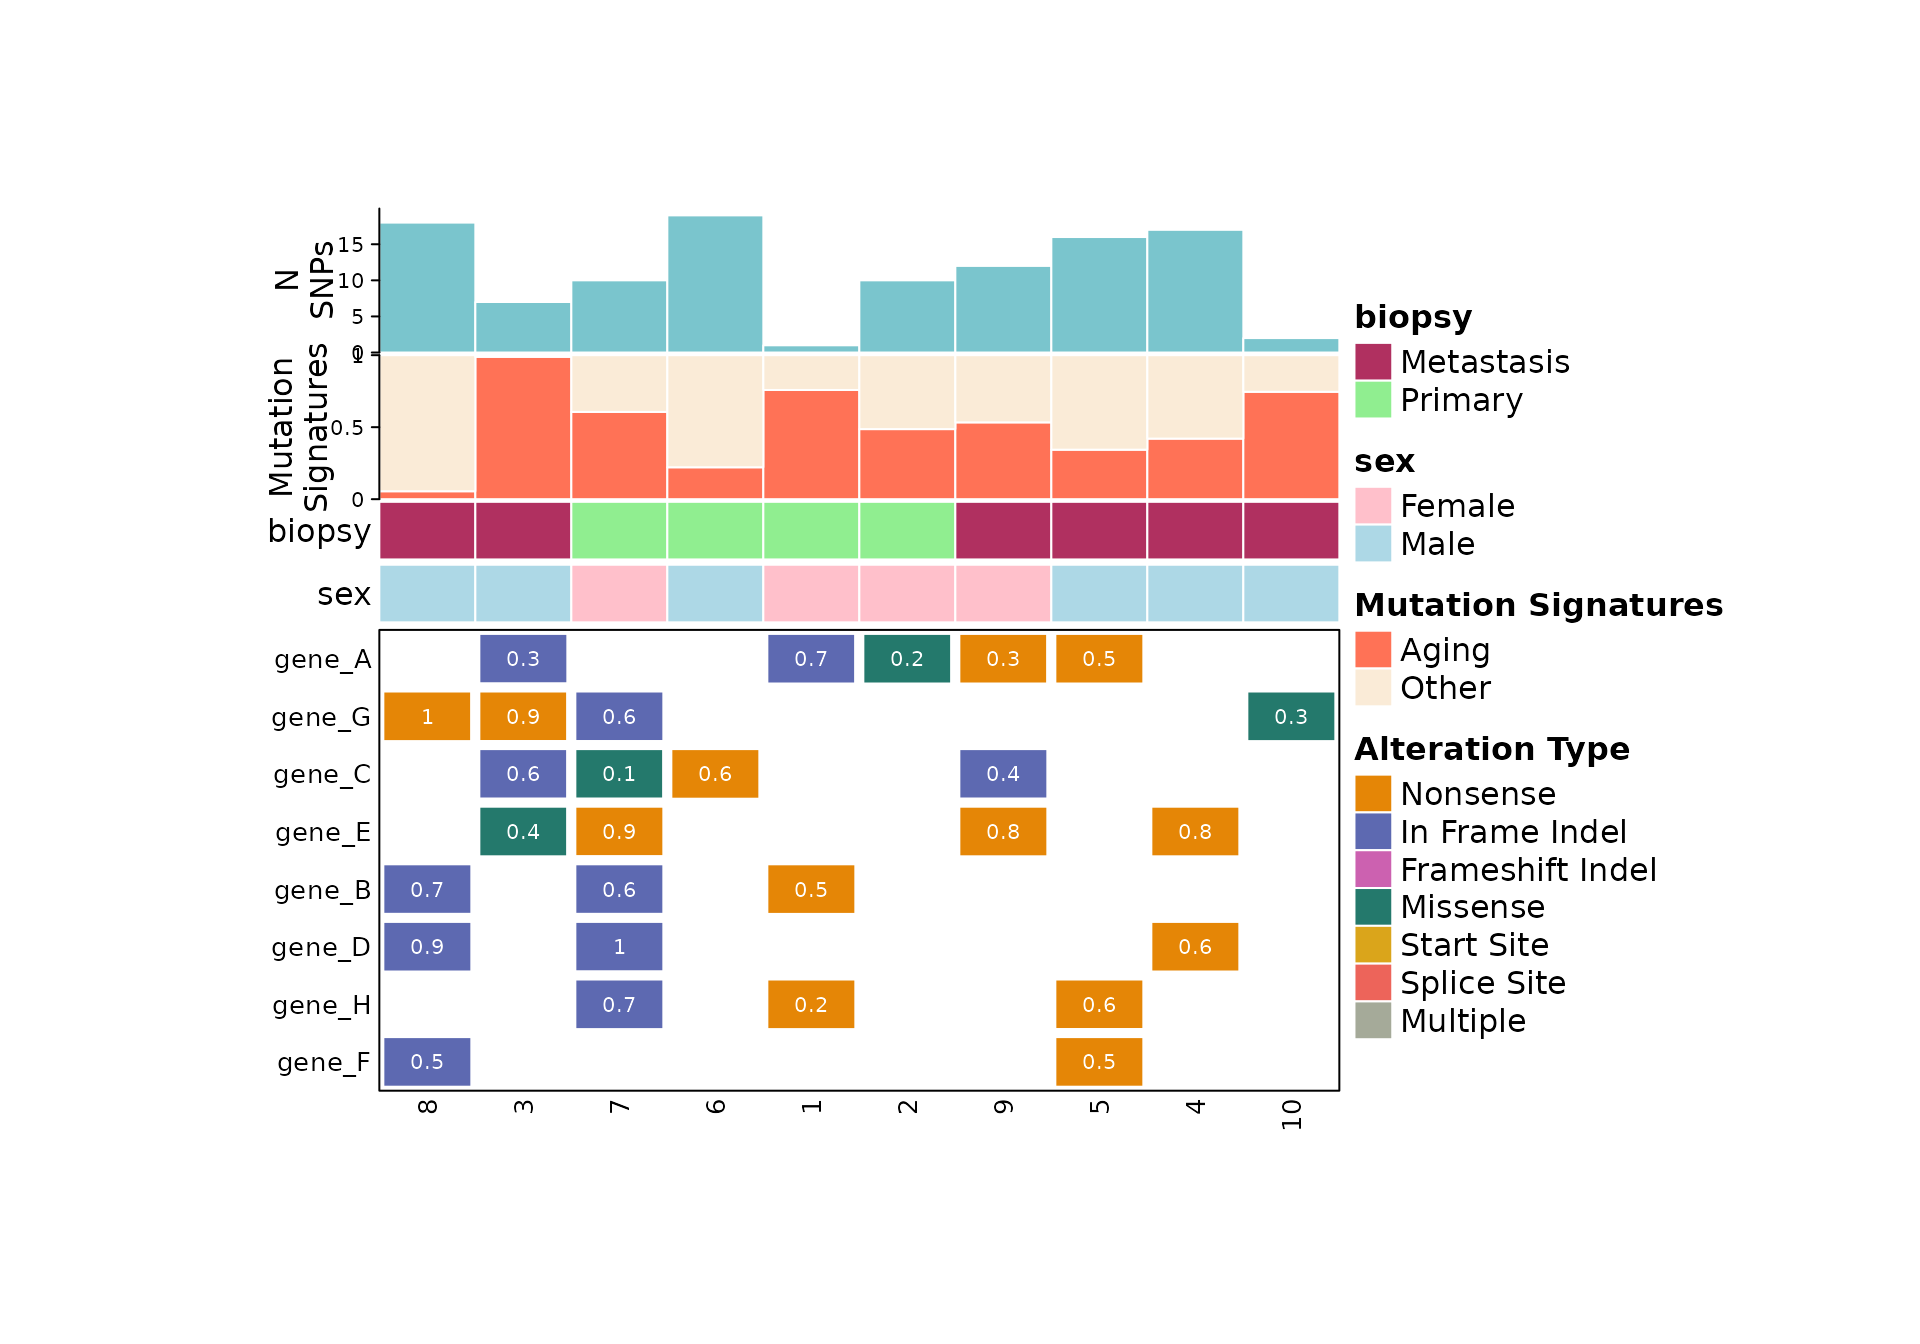 N
SNPs
15
10
5
0
Mutation
Signatures
1
0.5
0
biopsy
sex
gene_A 0.3 0.7 0.2 0.3 0.5
gene_G 1 0.9 0.6 0.3
gene_C 0.6 0.1 0.6 0.4
gene_E 0.4 0.9 0.8 0.8
gene_B 0.7 0.6 0.5
gene_D 0.9 1 0.6
gene_H 0.7 0.2 0.6
gene_F 0.5 0.5
8 3 7 6 1 2 9 5 4 10
biopsy
Metastasis
Primary
sex
Female
Male
Mutation Signatures
Aging
Other
Alteration Type
Nonsense
In Frame Indel
Frameshift Indel
Missense
Start Site
Splice Site
Multiple